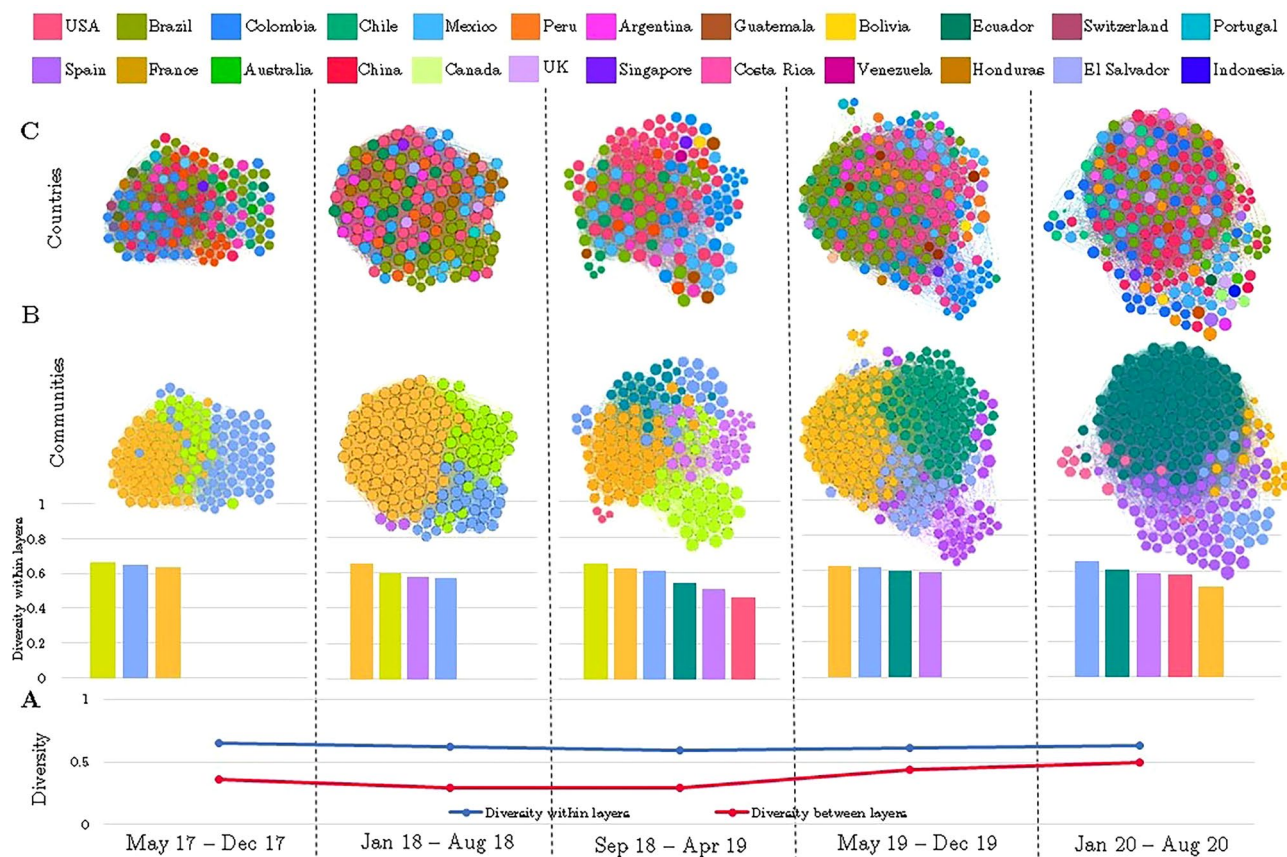 USA Brazil Colombia Chile Mexico Peru Argentina Guatemala Bolivia Ecuador Switzerland Portugal
Spain France Australia China Canada UK Singapore Costa Rica Venezuela Honduras El Salvador Indonesia
C
Countries
B
Communities
Diversity within layers
1
0.8
0.6
0.4
0.2
0
A
Diversity
1
0.5
0
Diversity within layers Diversity between layers
May 17 – Dec 17 Jan 18 – Aug 18 Sep 18 – Apr 19 May 19 – Dec 19 Jan 20 – Aug 20